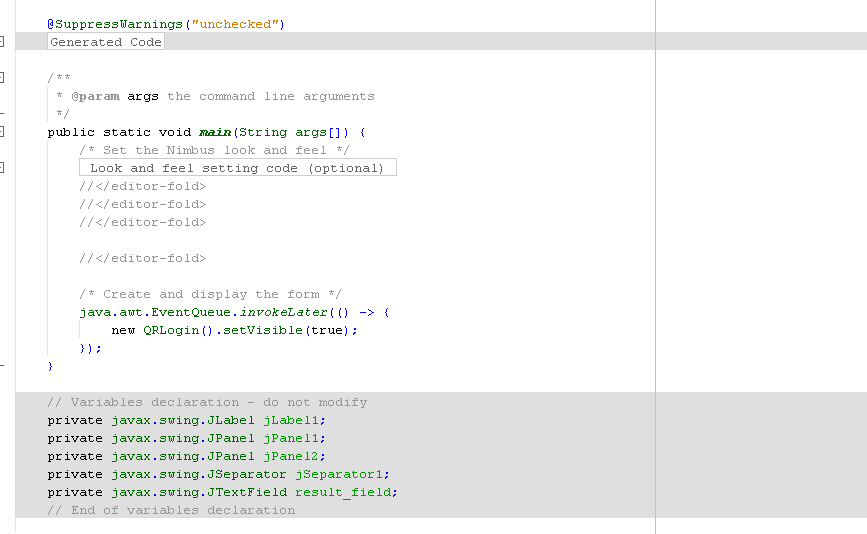 @SuppressWarnings("unchecked")
Generated Code
/**
* @param args the command line arguments
*/
public static void main(String args[]) {
/* Set the Nimbus look and feel */
Look and feel setting code (optional)
//</editor-fold>
//</editor-fold>
//</editor-fold>
//</editor-fold>
/* Create and display the form */
java.awt.EventQueue.invokeLater(() -> {
new QRLogin().setVisible(true);
});
}
// Variables declaration - do not modify
private javax.swing.JLabel jLabel1;
private javax.swing.JPanel jPanel1;
private javax.swing.JPanel jPanel2;
private javax.swing.JSeparator jSeparator1;
private javax.swing.JTextField result_field;
// End of variables declaration